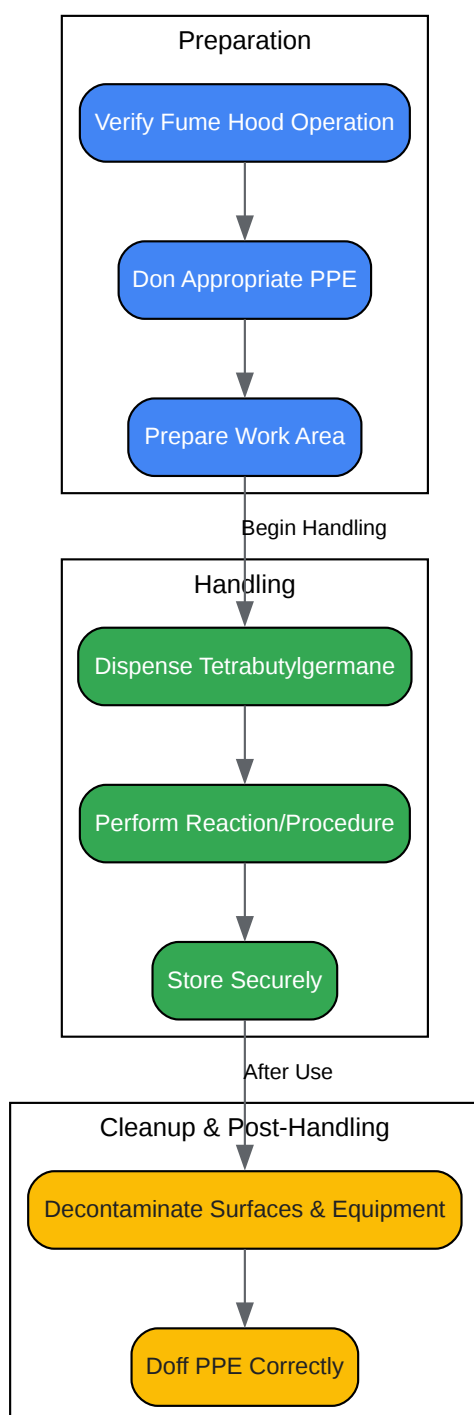 Preparation
Verify Fume Hood Operation
Don Appropriate PPE
Prepare Work Area
Begin Handling
Handling
Dispense Tetrabutylgermane
Perform Reaction/Procedure
Store Securely
After Use
Cleanup & Post-Handling
Decontaminate Surfaces & Equipment
Doff PPE Correctly